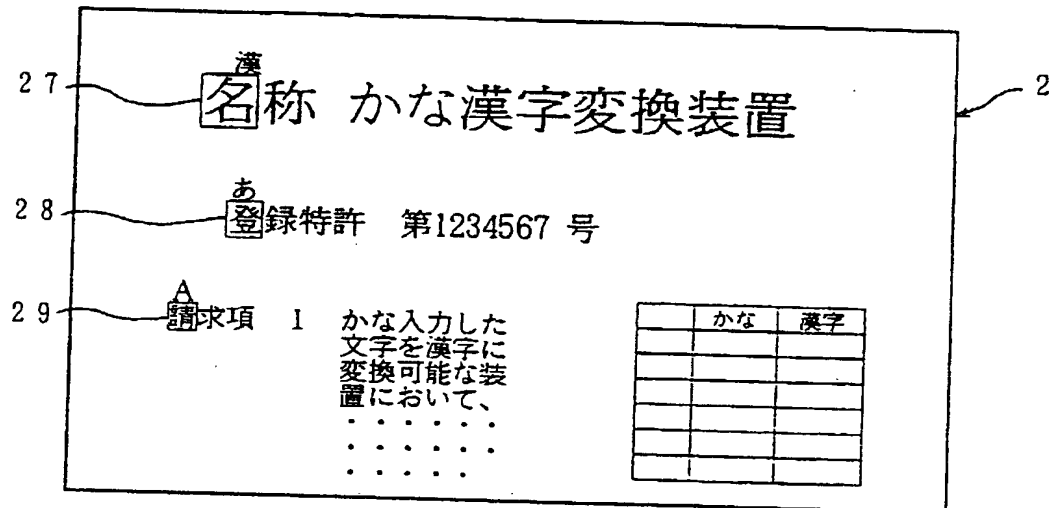 漢
27 名称 かな漢字変換装置 2
あ
28 登録特許 第1234567 号
A
29 請求項 1 かな入力した
文字を漢字に
変換可能な装
置において、
・・・・・・
・・・・・
かな 漢字